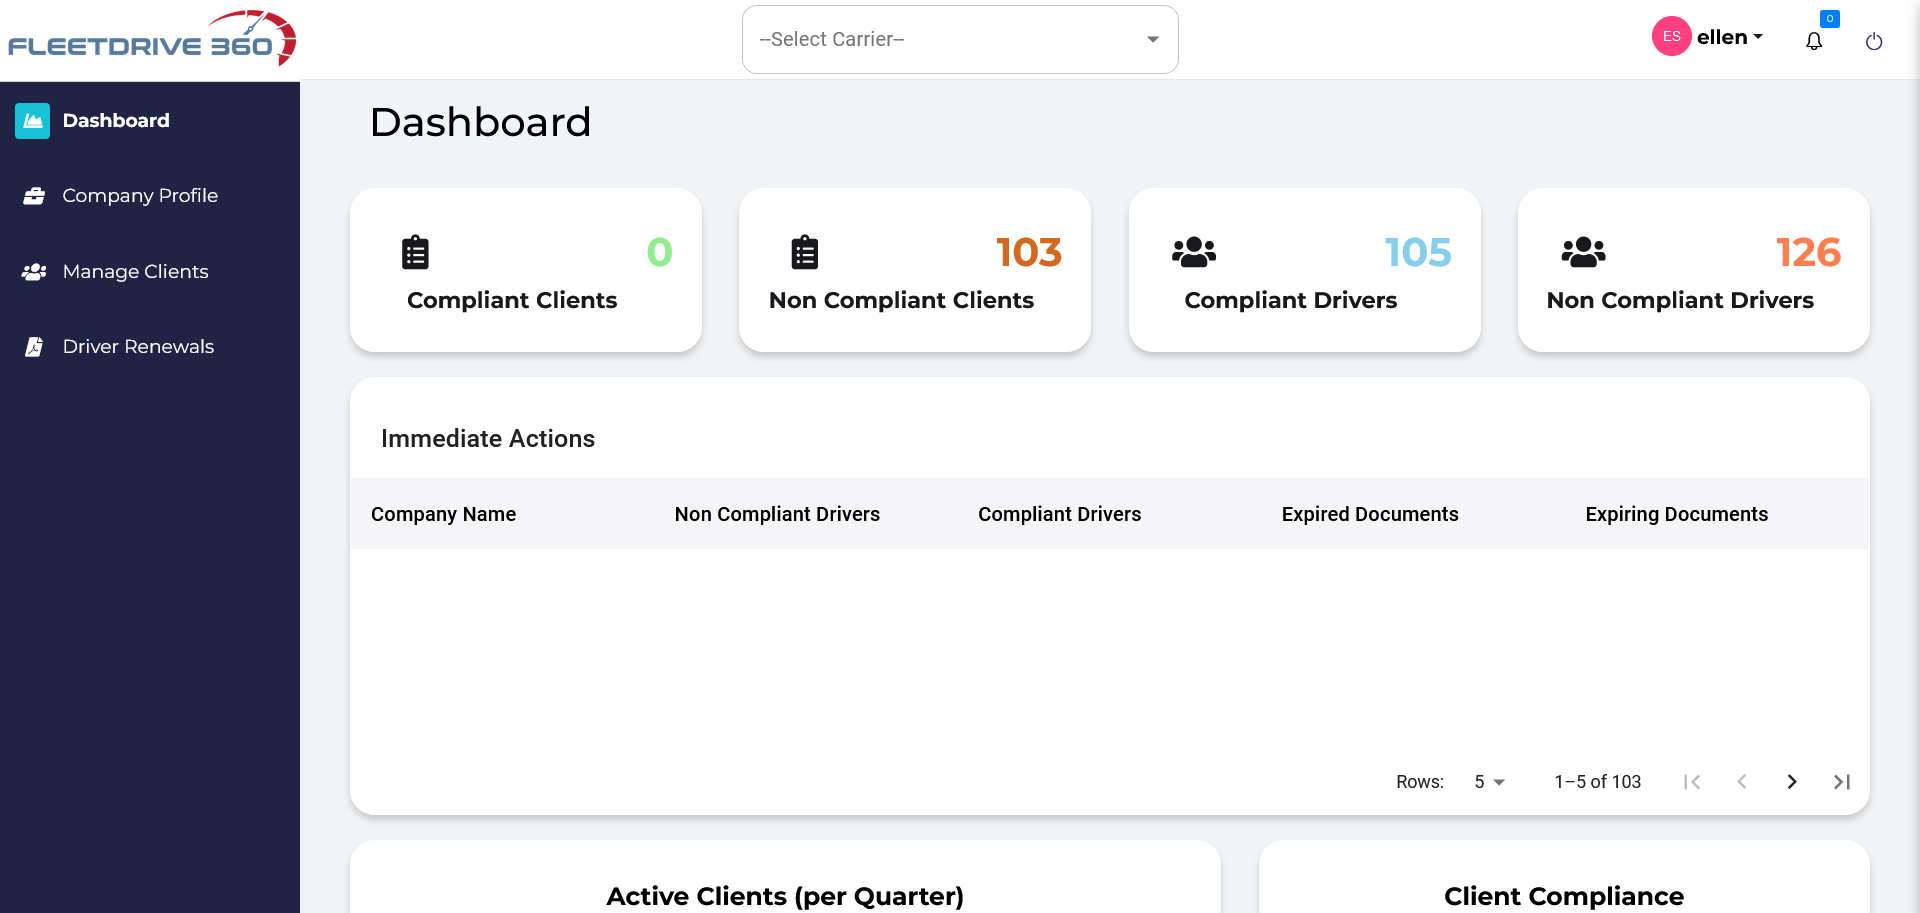 FLEETDRIVE 360
--Select Carrier--
ES
ellen
0
Dashboard
Company Profile
Manage Clients
Driver Renewals
Dashboard
0
Compliant Clients
103
Non Compliant Clients
105
Compliant Drivers
126
Non Compliant Drivers
Immediate Actions
Company Name Non Compliant Drivers Compliant Drivers Expired Documents Expiring Documents
Rows: 5 1–5 of 103
Active Clients (per Quarter)
Client Compliance